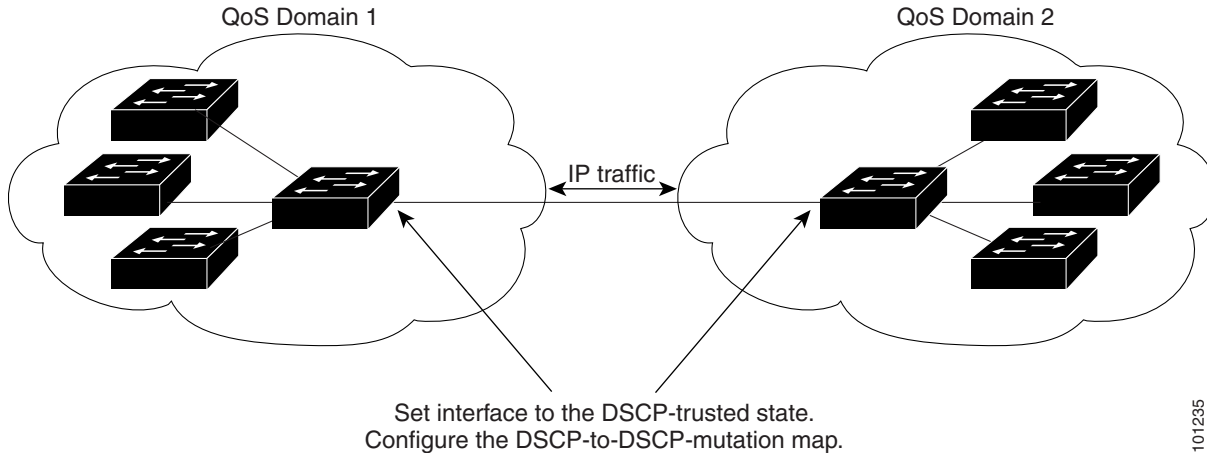 QoS Domain 1
QoS Domain 2
IP traffic
Set interface to the DSCP-trusted state.
Configure the DSCP-to-DSCP-mutation map.
101235